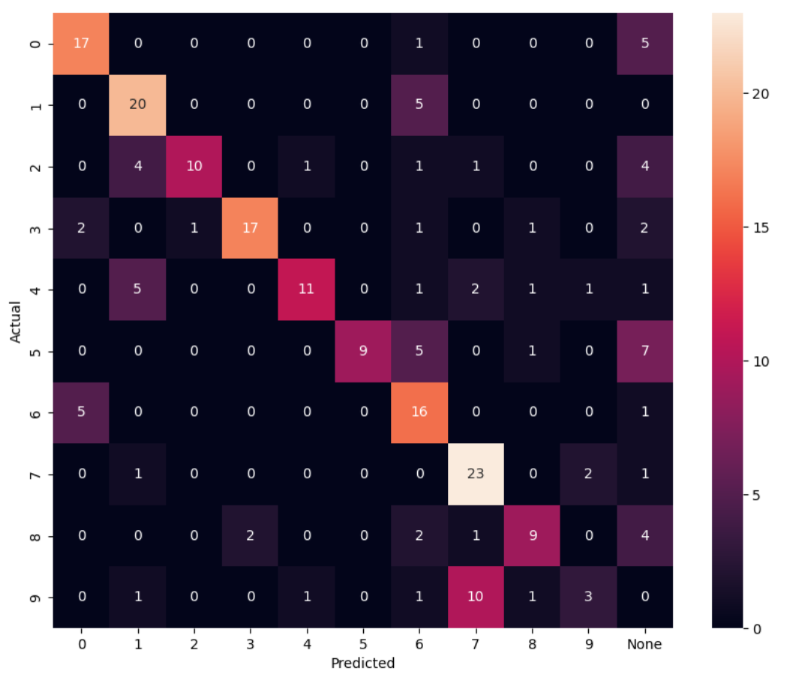 0 17 0 0 0 0 0 1 0 0 0 5
1 0 20 0 0 0 0 5 0 0 0 0
2 0 4 10 0 1 0 1 1 0 0 4
3 2 0 1 17 0 0 1 0 1 0 2
4 0 5 0 0 11 0 1 2 1 1 1
5 0 0 0 0 0 9 5 0 1 0 7
6 5 0 0 0 0 0 16 0 0 0 1
7 0 1 0 0 0 0 0 23 0 2 1
8 0 0 0 2 0 0 2 1 9 0 4
9 0 1 0 0 1 0 1 10 1 3 0
0 1 2 3 4 5 6 7 8 9 None
Predicted
Actual
20
15
10
5
0